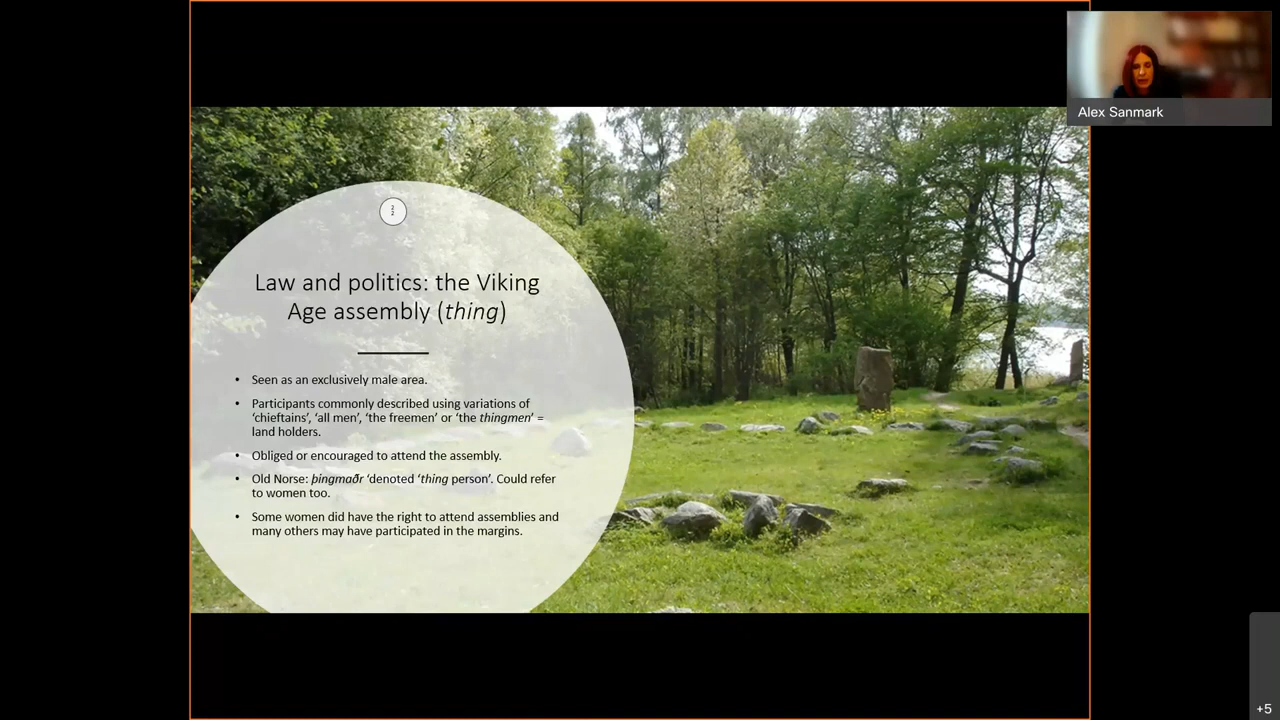 Alex Sanmark
2
2
Law and politics: the Viking
Age assembly (thing)
• Seen as an exclusively male area.
• Participants commonly described using variations of
‘chieftains’, ‘all men’, ‘the freemen’ or ‘the thingmen’ =
land holders.
• Obliged or encouraged to attend the assembly.
• Old Norse: þingmaðr ‘denoted ‘thing person’. Could refer
to women too.
• Some women did have the right to attend assemblies and
many others may have participated in the margins.
+5